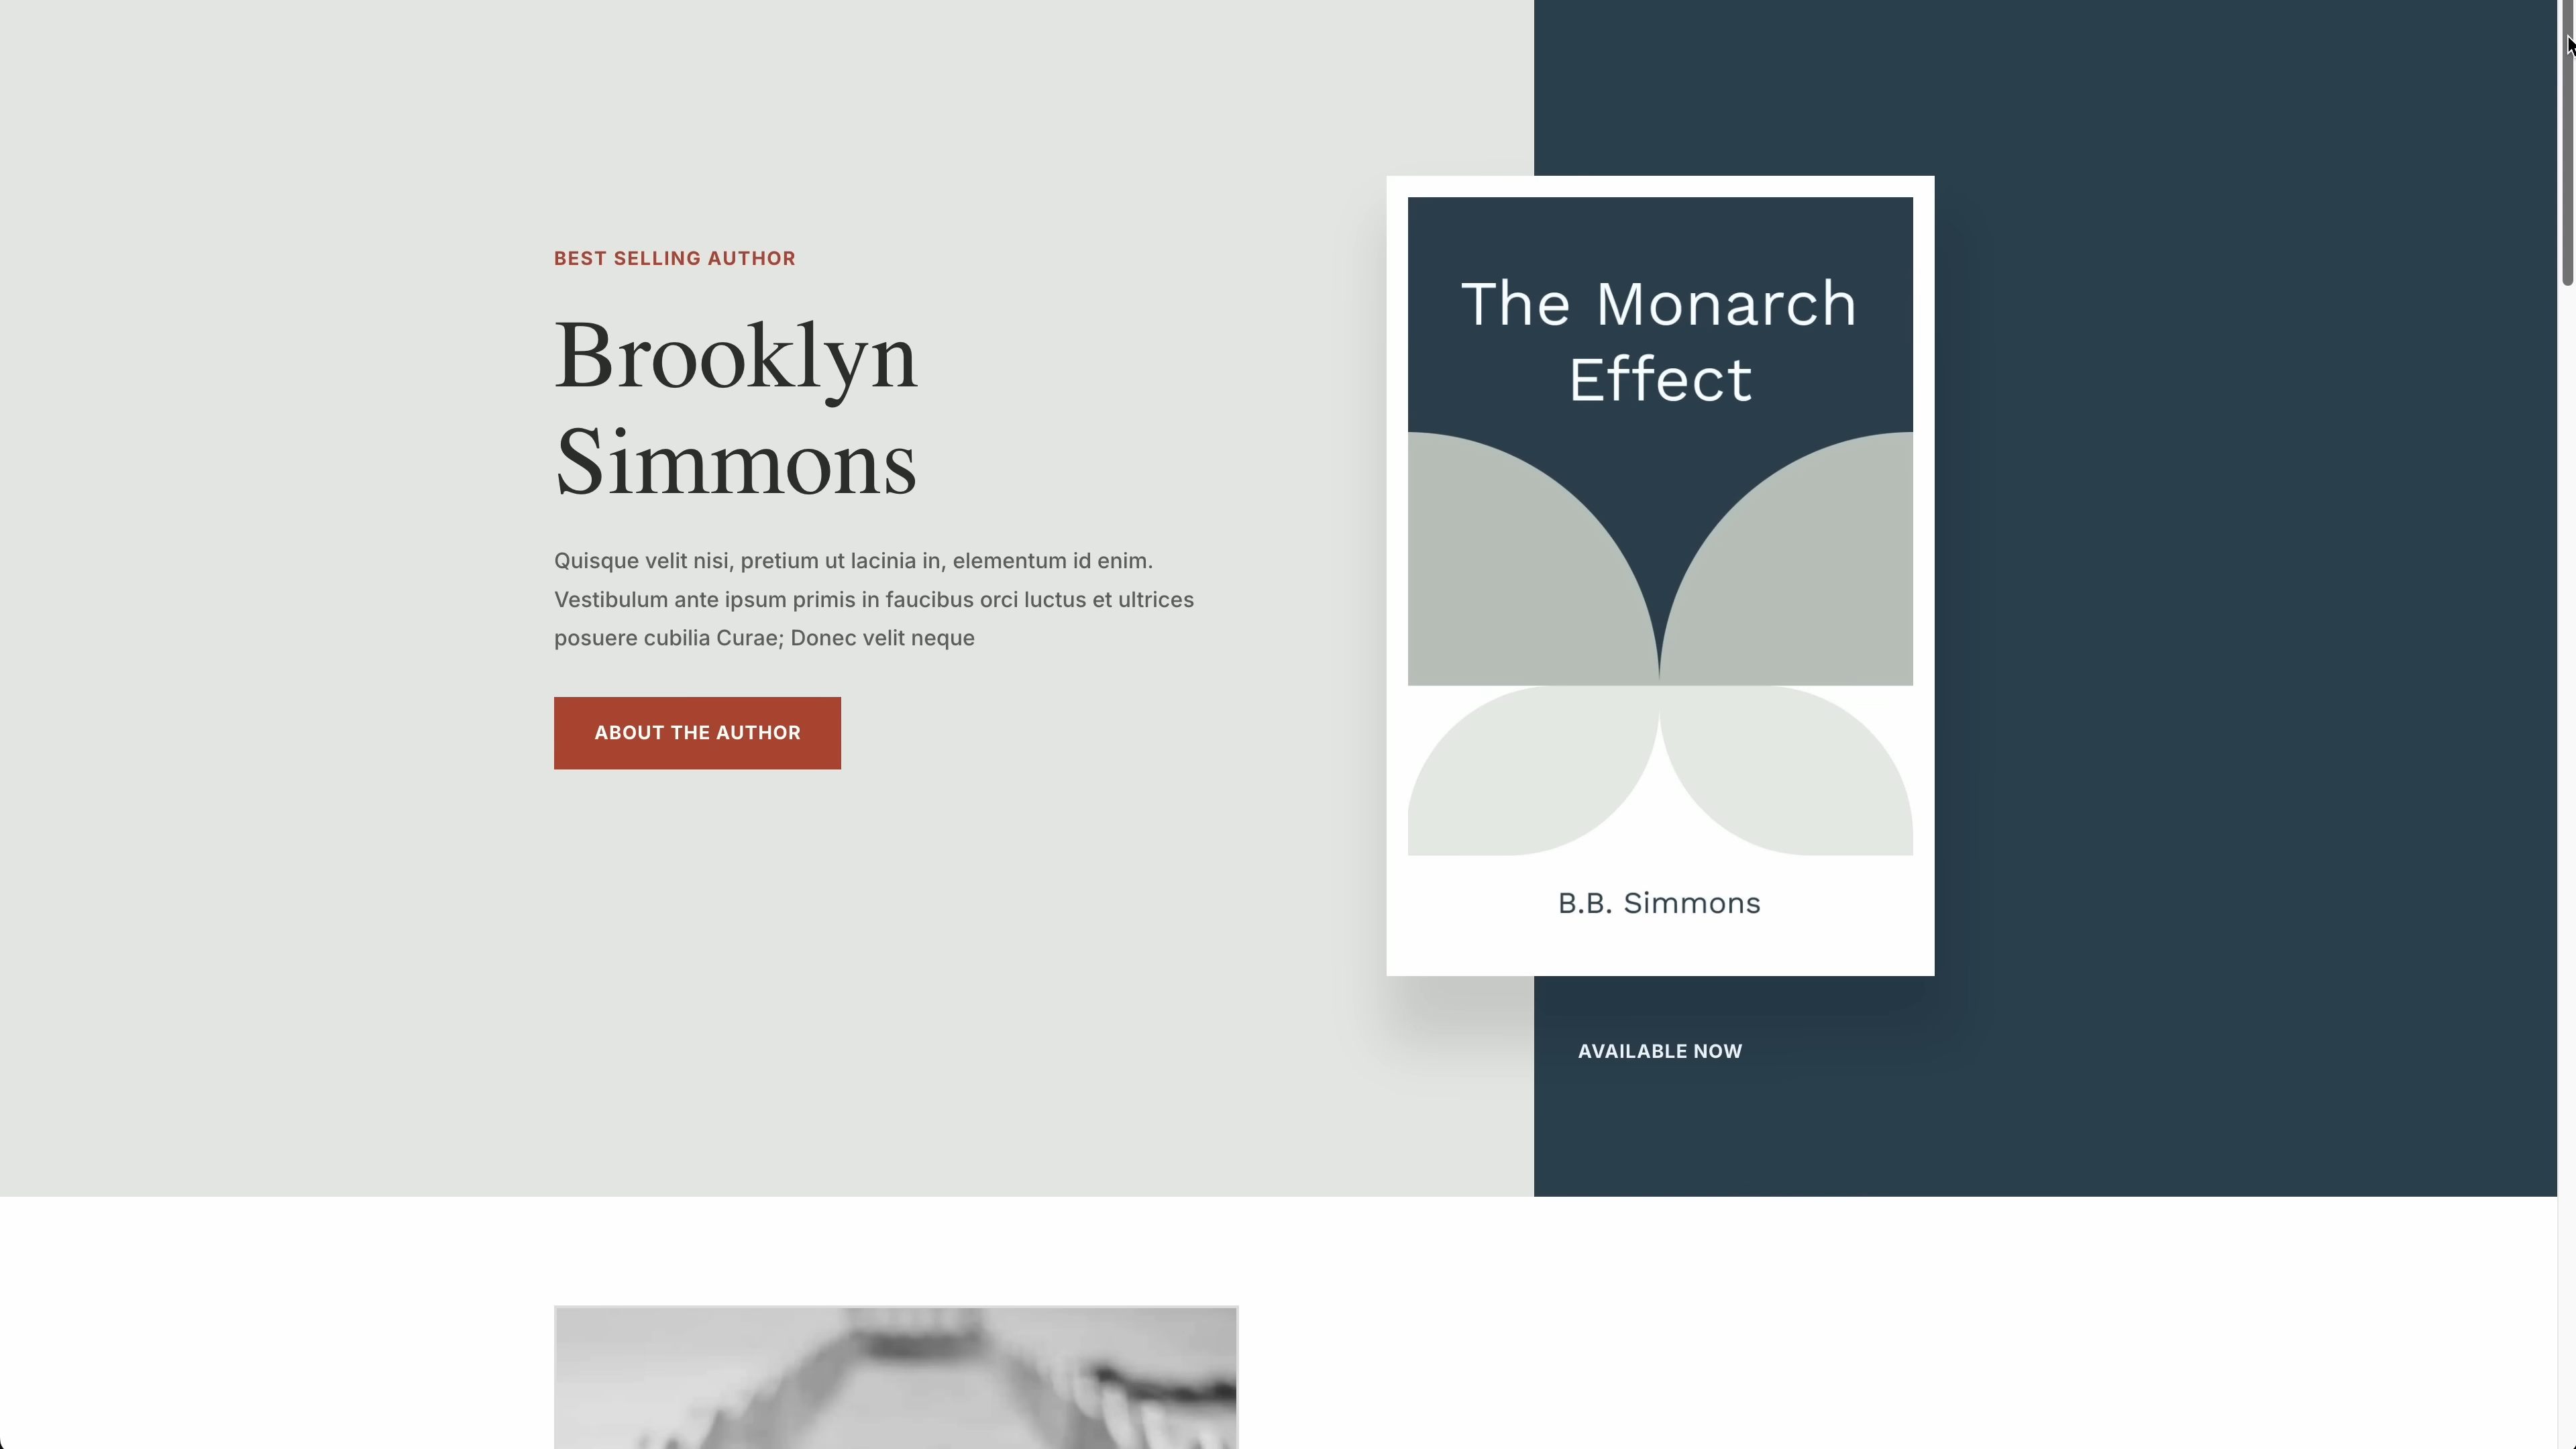 BEST SELLING AUTHOR
Brooklyn
Simmons
Quisque velit nisi, pretium ut lacinia in, elementum id enim.
Vestibulum ante ipsum primis in faucibus orci luctus et ultrices
posuere cubilia Curae; Donec velit neque
ABOUT THE AUTHOR
The Monarch
Effect
B.B. Simmons
AVAILABLE NOW